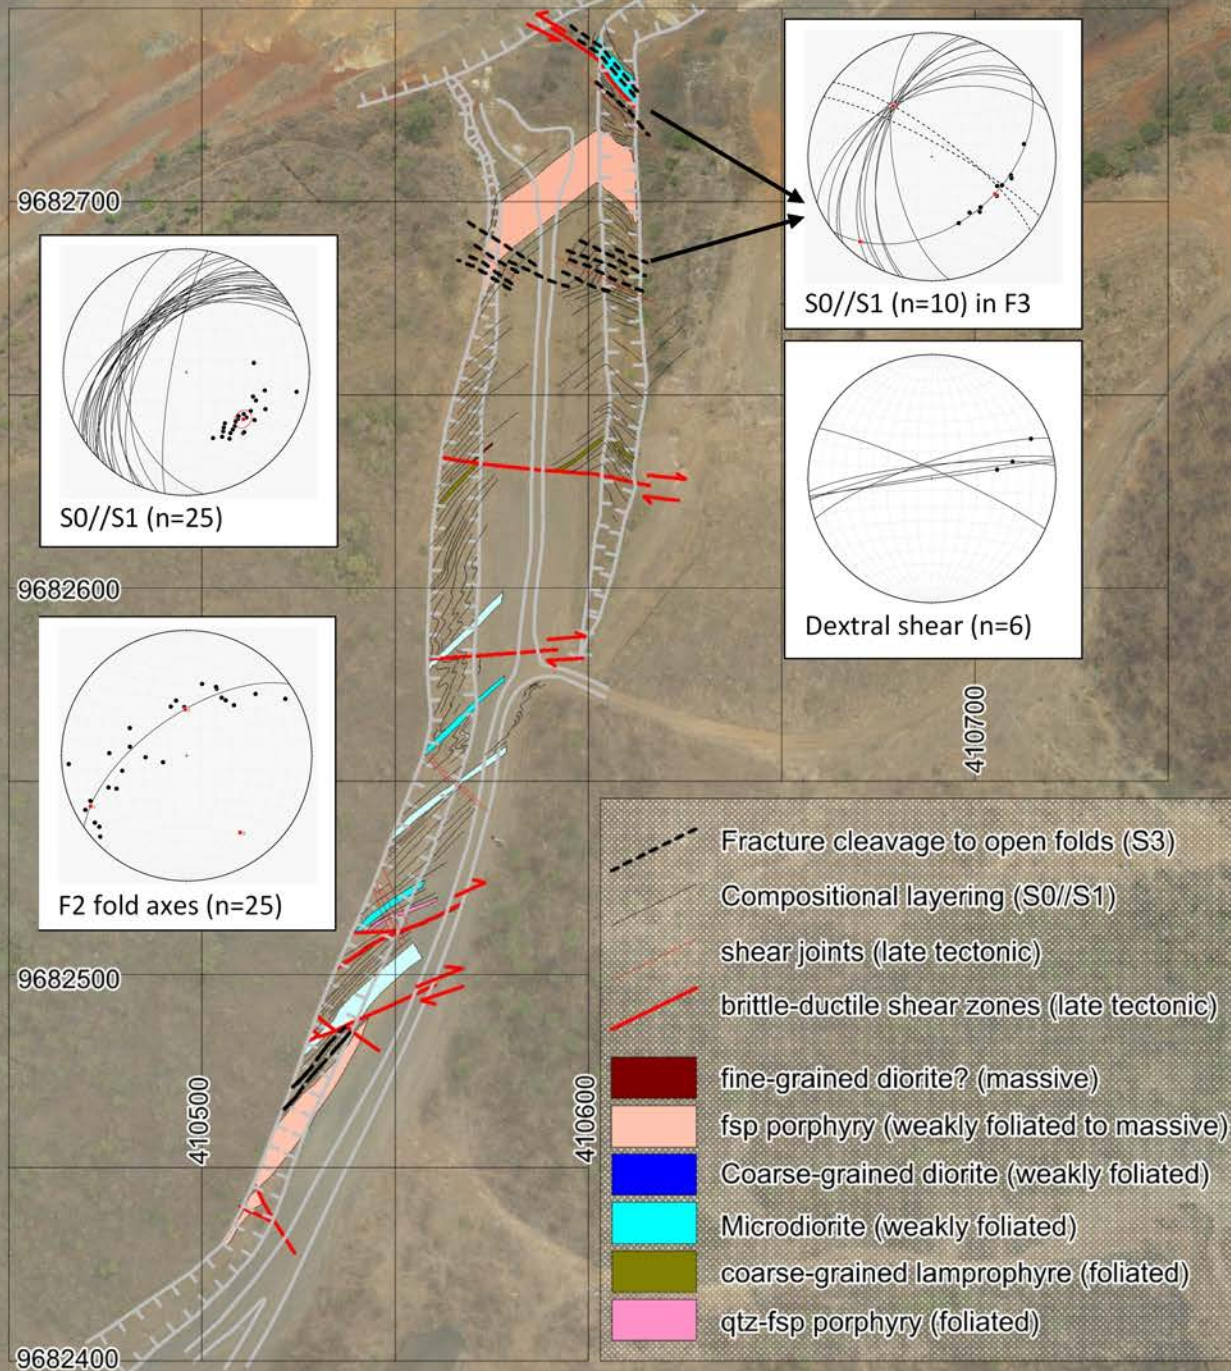 9682700
9682600
9682500
9682400
410500
410600
410700
S0//S1 (n=25)
F2 fold axes (n=25)
S0//S1 (n=10) in F3
Dextral shear (n=6)
Fracture cleavage to open folds (S3)
Compositional layering (S0//S1)
shear joints (late tectonic)
brittle-ductile shear zones (late tectonic)
fine-grained diorite? (massive)
fsp porphyry (weakly foliated to massive)
Coarse-grained diorite (weakly foliated)
Microdiorite (weakly foliated)
coarse-grained lamprophyre (foliated)
qtz-fsp porphyry (foliated)